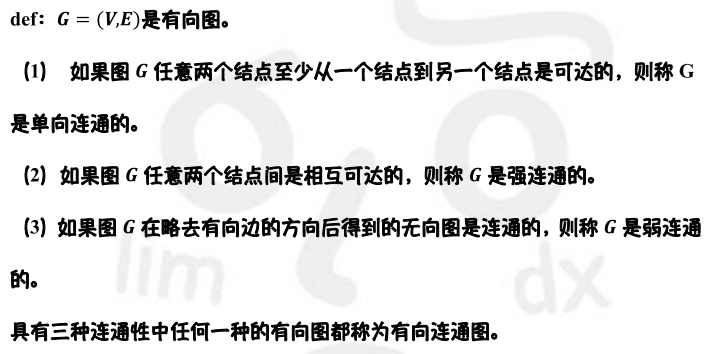 def：G = (V,E)是有向图。
（1） 如果图 G 任意两个结点至少从一个结点到另一个结点是可达的，则称 G
是单向连通的。
（2）如果图 G 任意两个结点间是相互可达的，则称 G 是强连通的。
（3）如果图 G 在略去有向边的方向后得到的无向图是连通的，则称 G 是弱连通
的。
lim dx
具有三种连通性中任何一种的有向图都称为有向连通图。